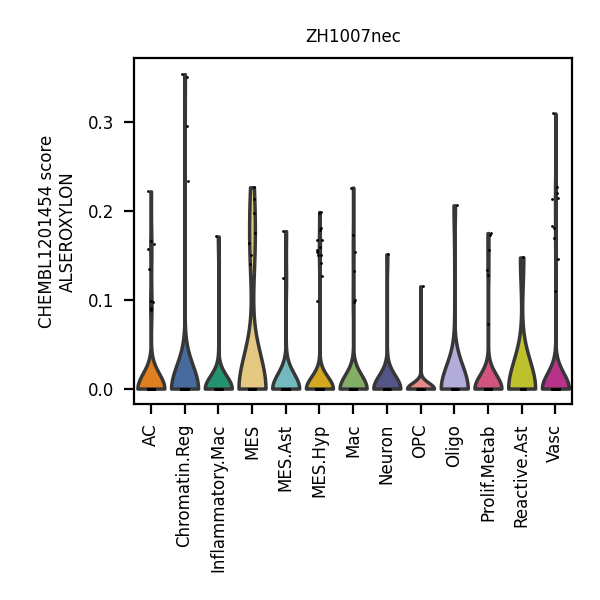 ZH1007nec
CHEMBL1201454 score
ALSEROXYLON
0.3
0.2
0.1
0.0
AC
Chromatin.Reg
Inflammatory.Mac
MES
MES.Ast
MES.Hyp
Mac
Neuron
OPC
Oligo
Prolif.Metab
Reactive.Ast
Vasc